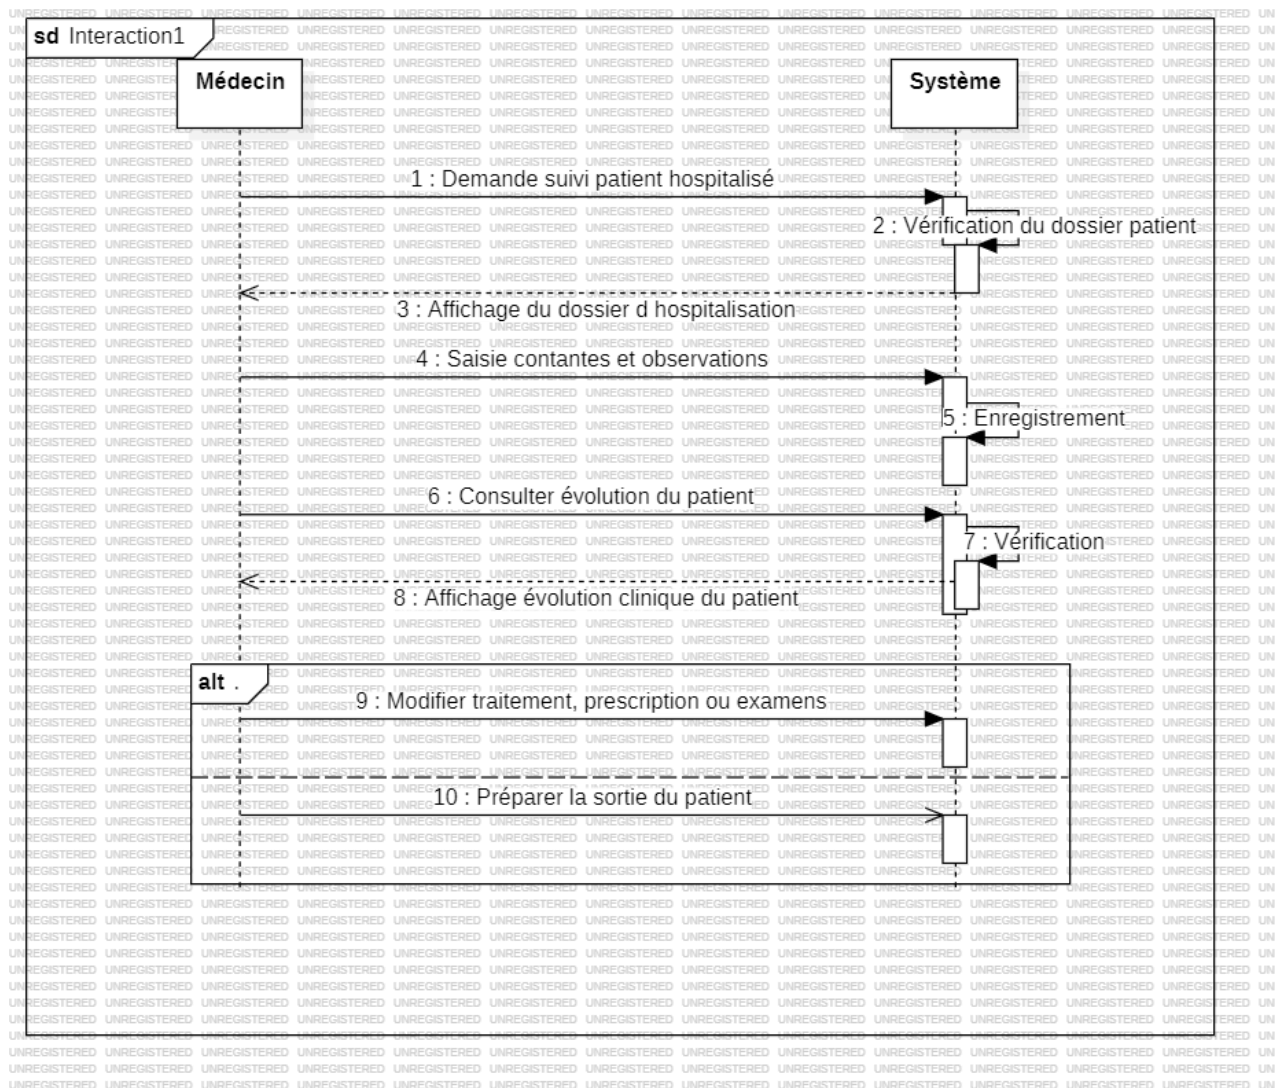 sd Interaction1
Médecin
Système
1 : Demande suivi patient hospitalisé
2 : Vérification du dossier patient
3 : Affichage du dossier d hospitalisation
4 : Saisie contantes et observations
5 : Enregistrement
6 : Consulter évolution du patient
7 : Vérification
8 : Affichage évolution clinique du patient
alt .
9 : Modifier traitement, prescription ou examens
10 : Préparer la sortie du patient
UNREGISTERED